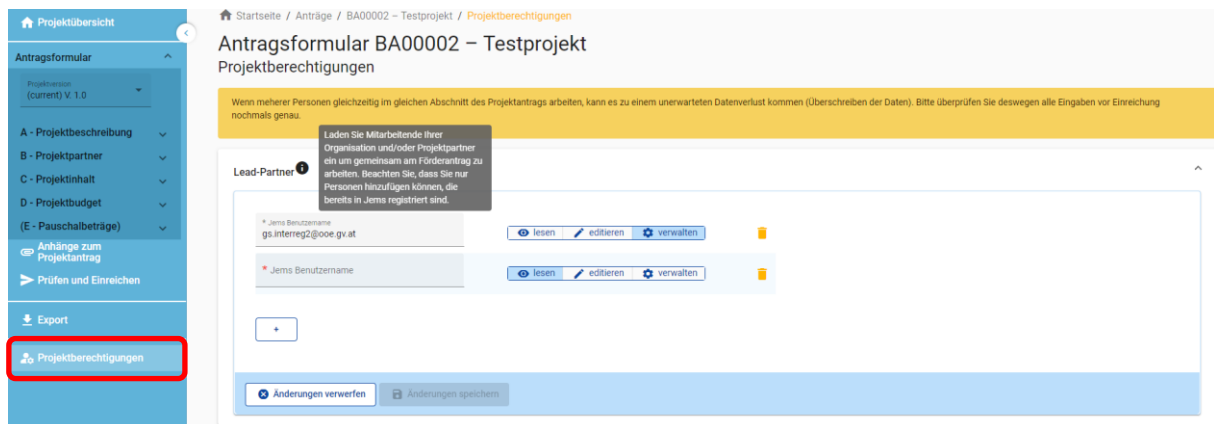 Projektübersicht
Antragsformular
Projektversion
(current) V. 1.0
A - Projektbeschreibung
B - Projektpartner
C - Projektinhalt
D - Projektbudget
(E - Pauschalbeträge)
Anhänge zum
Projektantrag
Prüfen und Einreichen
Export
Projektberechtigungen
Startseite / Anträge / BA00002 – Testprojekt / Projektberechtigungen
Antragsformular BA00002 – Testprojekt
Projektberechtigungen
Wenn meherer Personen gleichzeitig im gleichen Abschnitt des Projektantrags arbeiten, kann es zu einem unerwarteten Datenverlust kommen (Überschreiben der Daten). Bitte überprüfen Sie deswegen alle Eingaben vor Einreichung
nochmals genau.
Laden Sie Mitarbeitende Ihrer
Organisation und/oder Projektpartner
ein um gemeinsam am Förderantrag zu
arbeiten. Beachten Sie, dass Sie nur
Personen hinzufügen können, die
bereits in Jems registriert sind.
Lead-Partner
* Jems Benutzername
gs.interreg2@ooe.gv.at
lesen editieren verwalten
* Jems Benutzername
lesen editieren verwalten
+
Änderungen verwerfen Änderungen speichern